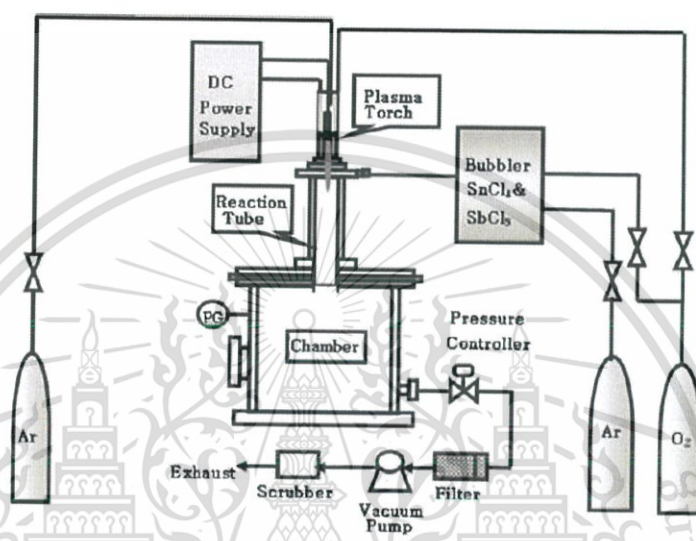 DC
Power
Supply
Plasma
Torch
Bubbler
SnCl₄&
SbCl₅
Reaction
Tube
PG
Chamber
Pressure
Controller
Ar
Ar
O₂
Exhaust
Scrubber
Vacuum
Pump
Filter